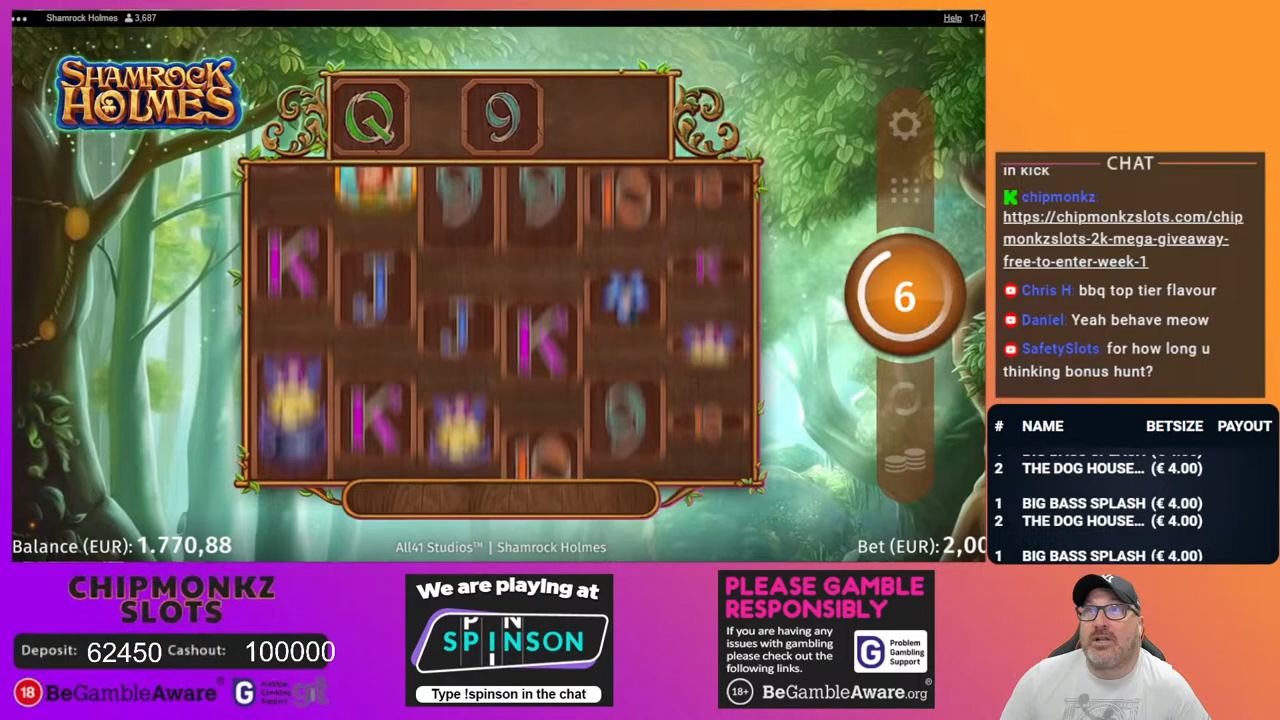 Shamrock Holmes 3,687
Help 17:4
SHAMROCK
HOLMES
Q 9
K
J
J
K
K
9
6
Balance (EUR): 1.770,88
All41 Studios™ | Shamrock Holmes
Bet (EUR): 2,00
CHAT
in kick
chipmonkz:
https://chipmonkzslots.com/chip
monkzslots-2k-mega-giveaway-
free-to-enter-week-1
Chris H: bbq top tier flavour
Daniel: Yeah behave meow
SafetySlots: for how long u
thinking bonus hunt?
# NAME BETSIZE PAYOUT
2 THE DOG HOUSE... (€ 4.00)
1 BIG BASS SPLASH (€ 4.00)
2 THE DOG HOUSE... (€ 4.00)
1 BIG BASS SPLASH (€ 4.00)
CHIPMONKZ
SLOTS
Deposit: 62450 Cashout: 100000
18 BeGambleAware®
We are playing at
SPINSON
Type !spinson in the chat
PLEASE GAMBLE
RESPONSIBLY
If you are having any
issues with gambling
please check out the
following links.
Problem
Gambling
Support
18+ BeGambleAware.org®